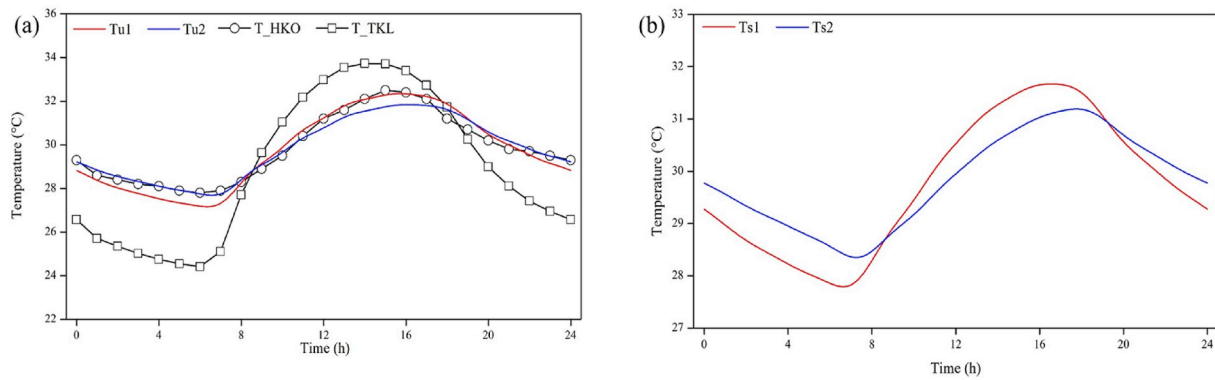 (a)
Tu1 Tu2 T_HKO T_TKL
36
34
32
30
28
26
24
22
Temperature (°C)
0 4 8 12 16 20 24
Time (h)
(b)
Ts1 Ts2
33
32
31
30
29
28
27
Temperature (°C)
0 4 8 12 16 20 24
Time (h)